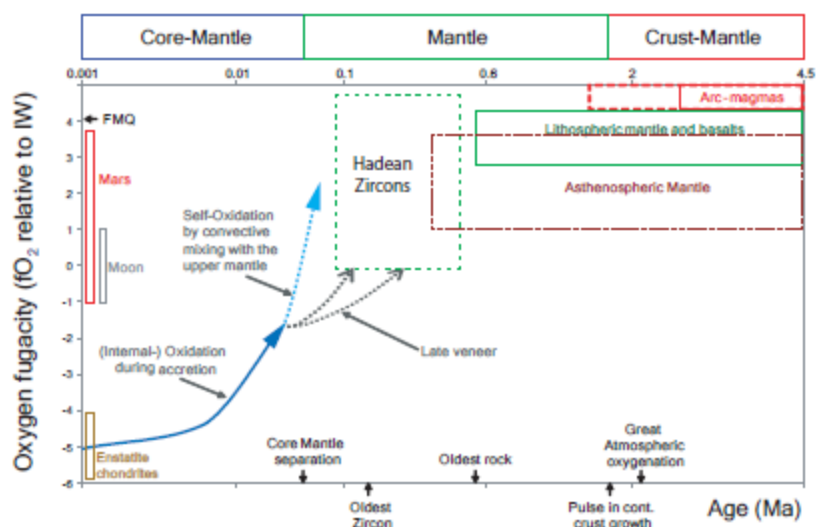 Core-Mantle Mantle Crust-Mantle
0.001 0.01 0.1 0.6 2 4.5
Arc-magmas
FMQ
4
Lithospheric mantle and basalts
3
Mars
Hadean
Zircons
2
Asthenospheric Mantle
Self-Oxidation
by convective
mixing with the
upper mantle
1
Moon
0
-1
-2
(Internal-) Oxidation
during accretion
Late veneer
-3
-4
-5
Enstatite
chondrites
-6
Oxygen fugacity (fO2 relative to IW)
Core Mantle
separation
Oldest rock
Great
Atmospheric
oxygenation
Oldest
Zircon
Pulse in cont.
crust growth
Age (Ma)